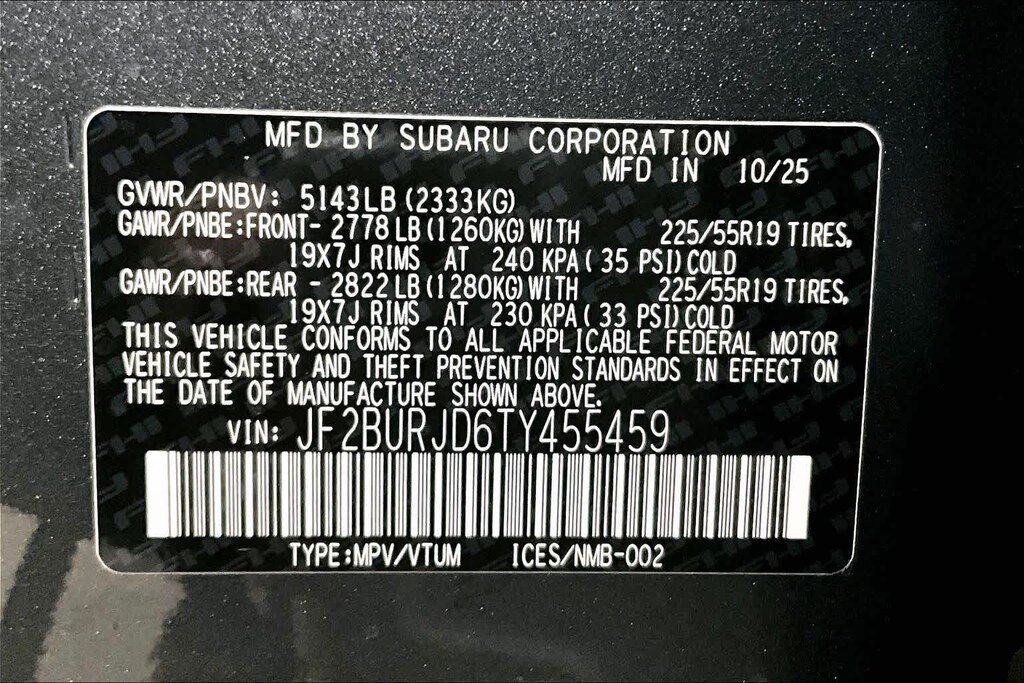 MFD BY SUBARU CORPORATION
MFD IN 10/25
GVWR/PNBV: 5143LB (2333KG)
GAWR/PNBE:FRONT- 2778 LB (1260KG) WITH 225/55R19 TIRES,
19X7J RIMS AT 240 KPA ( 35 PSI) COLD
GAWR/PNBE:REAR - 2822 LB (1280KG) WITH 225/55R19 TIRES,
19X7J RIMS AT 230 KPA ( 33 PSI) COLD
THIS VEHICLE CONFORMS TO ALL APPLICABLE FEDERAL MOTOR
VEHICLE SAFETY AND THEFT PREVENTION STANDARDS IN EFFECT ON
THE DATE OF MANUFACTURE SHOWN ABOVE.
VIN: JF2BURJD6TY455459
TYPE:MPV/VTUM ICES/NMB-002